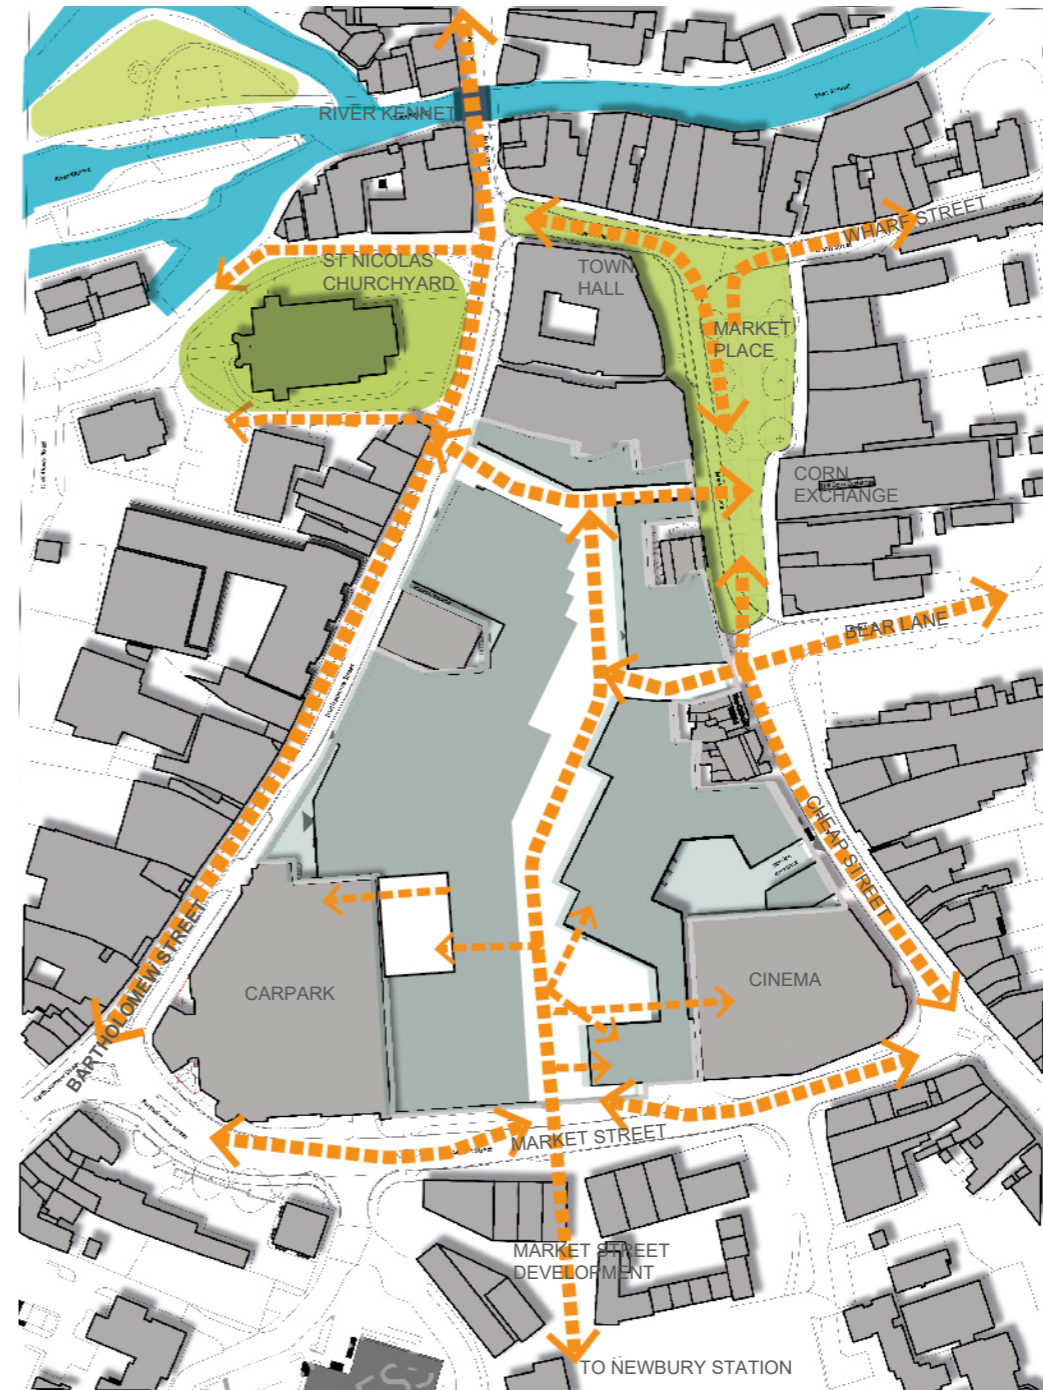 RIVER KENNET
WHARF STREET
ST NICOLAS
CHURCHYARD
TOWN
HALL
MARKET
PLACE
CORN
EXCHANGE
BEAR LANE
CHEAP STREET
BARTHOLOMEW STREET
CARPARK
CINEMA
MARKET STREET
MARKET STREET
DEVELOPMENT
TO NEWBURY STATION